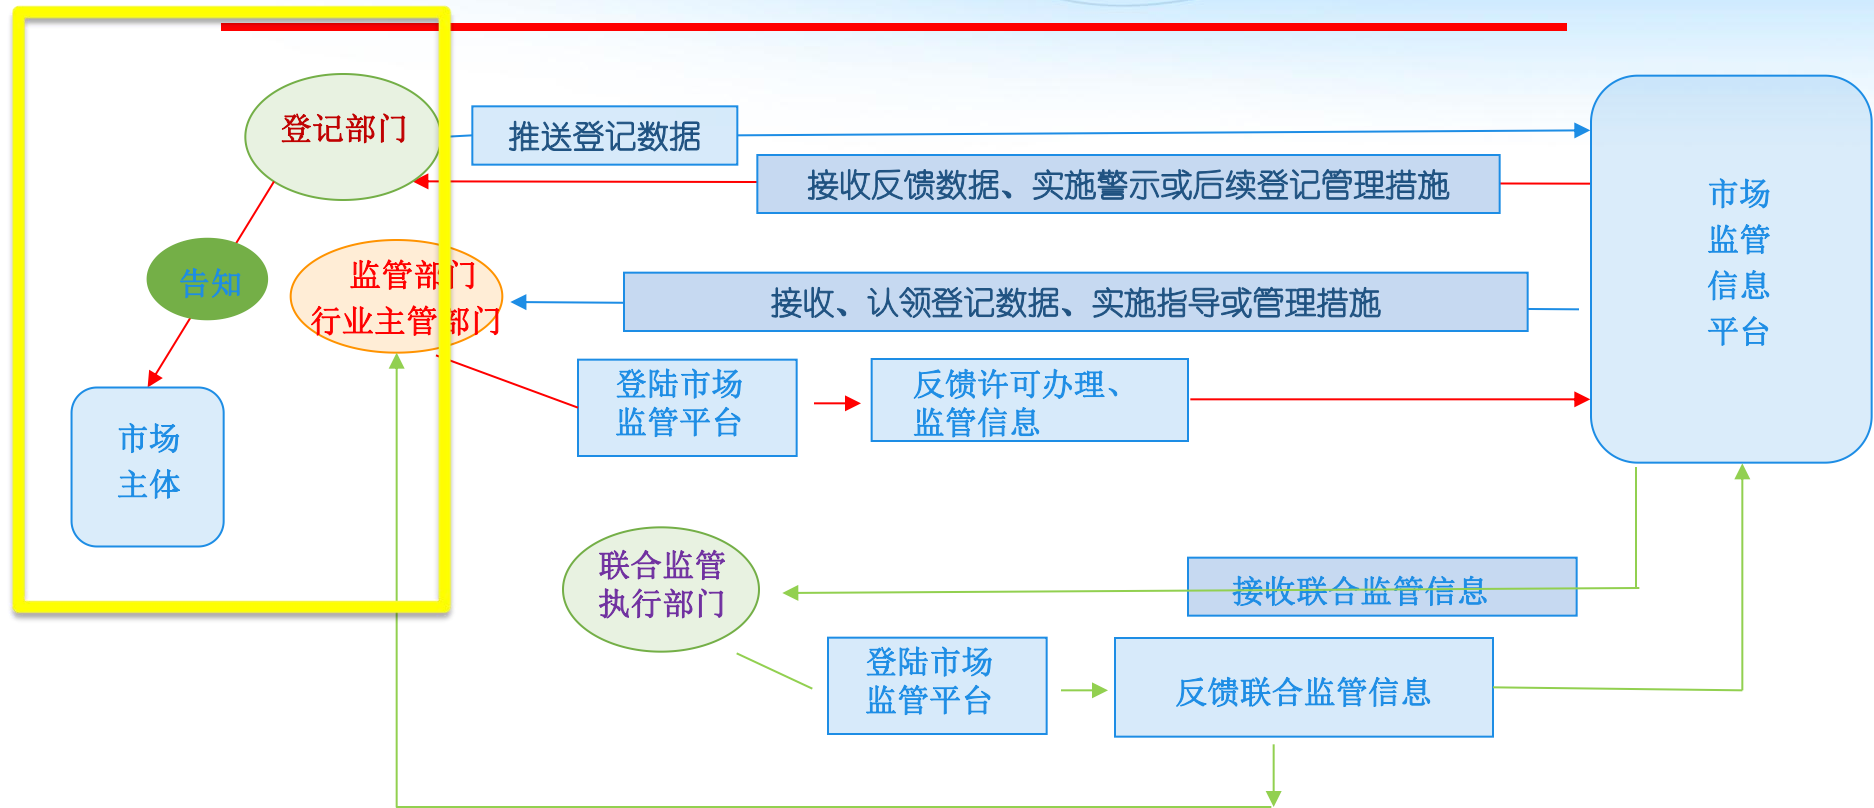 登记部门
推送登记数据
接收反馈数据、实施警示或后续登记管理措施
市场
监管
信息
平台
告知
监管部门
行业主管部门
接收、认领登记数据、实施指导或管理措施
登陆市场
监管平台
反馈许可办理、
监管信息
市场
主体
联合监管
执行部门
接收联合监管信息
登陆市场
监管平台
反馈联合监管信息